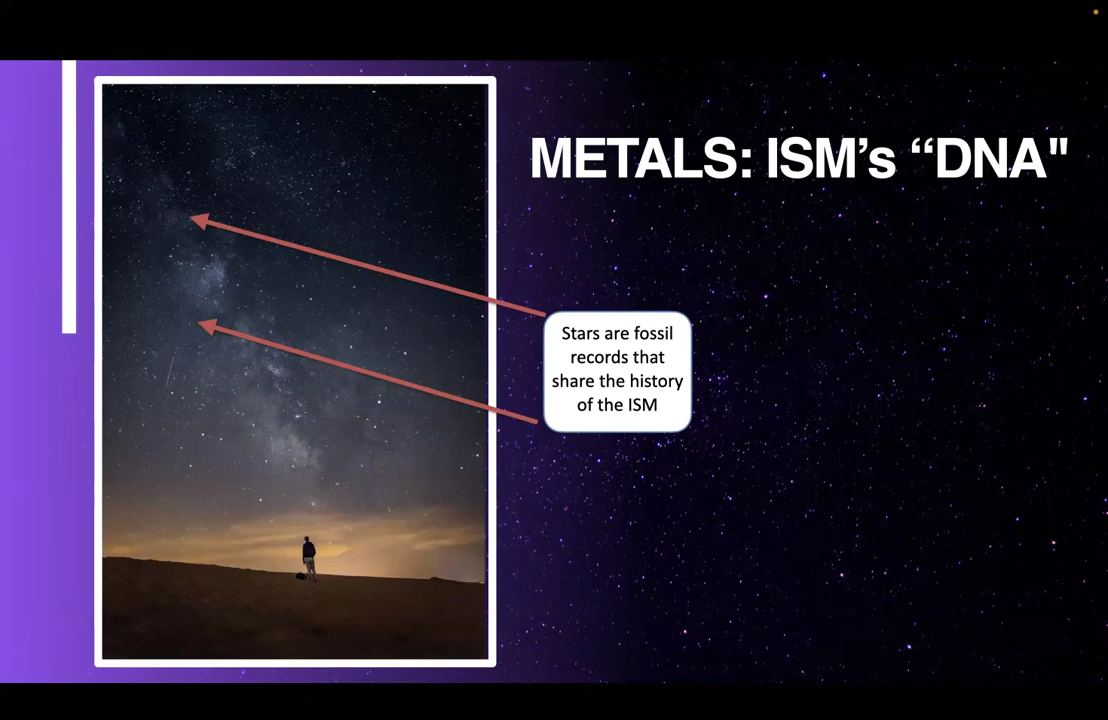 METALS: ISM’s “DNA"
Stars are fossil
records that
share the history
of the ISM